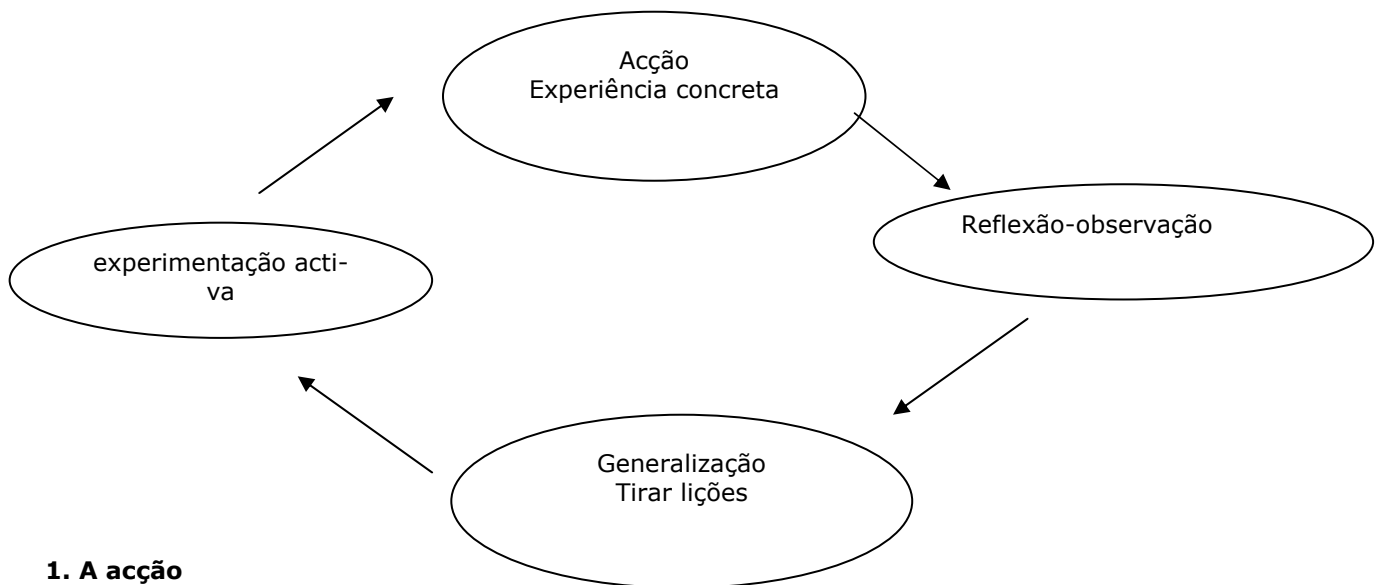 Acção
Experiência concreta
Reflexão-observação
experimentação acti-
va
Generalização
Tirar lições
1. A acção